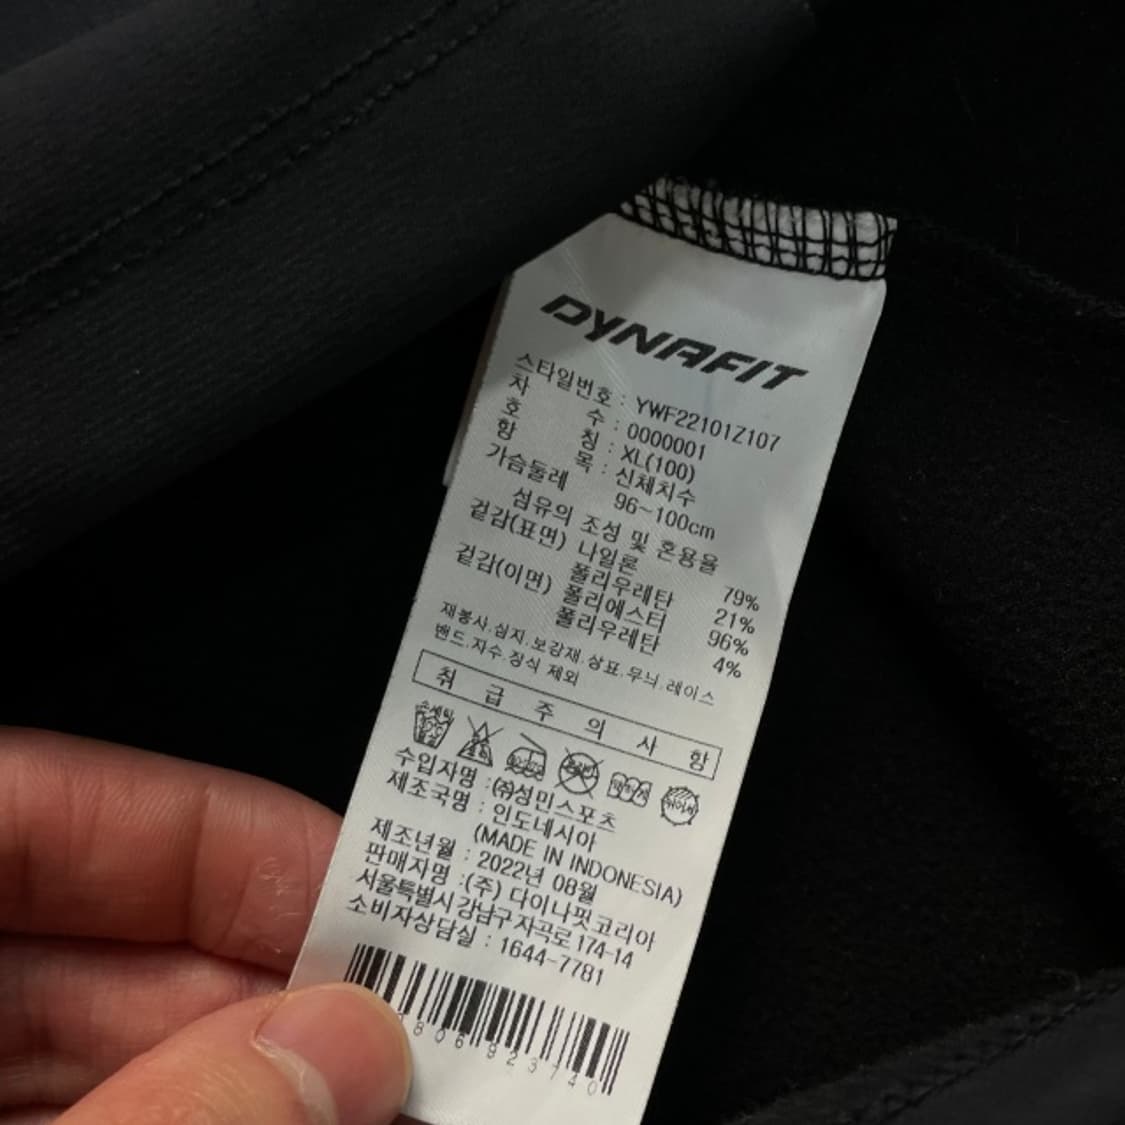 DYNAFIT
스타일번호 : YWF22101Z107
차 수 : 0000001
호 칭 : XL(100)
항 목 : 신체치수
가슴둘레 96~100cm
섬유의 조성 및 혼용율
겉감(표면) 나일론 79%
폴리우레탄 21%
겉감(이면) 폴리에스터 96%
폴리우레탄 4%
재봉사.심지.보강재.상표.무늬.레이스
밴드.자수.장식 제외
취 급 주 의 사 항
손세탁
수입자명 : (주)성민스포츠
제조국명 : 인도네시아
(MADE IN INDONESIA)
제조년월 : 2022년 08월
판매자명 : (주) 다이나핏코리아
서울특별시 강남구 자곡로 174-14
소비자상담실 : 1644-7781
806923740